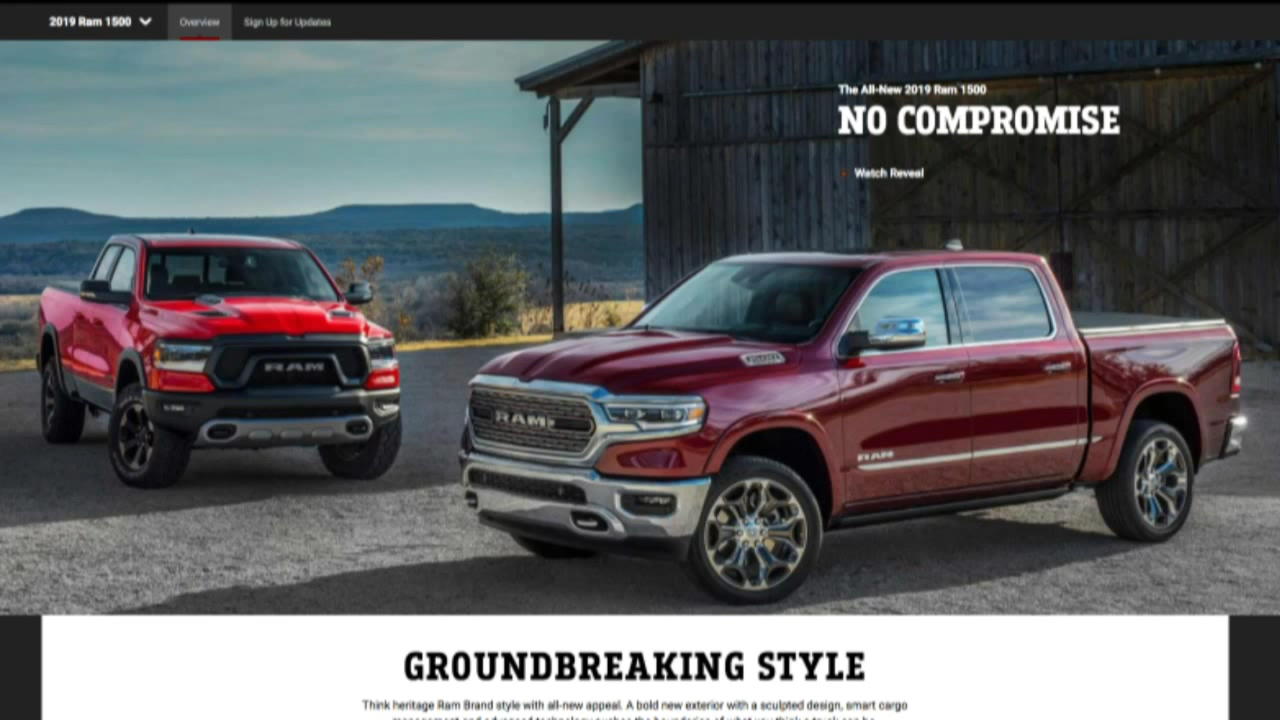 2019 Ram 1500
Overview
Sign Up for Updates
The All-New 2019 Ram 1500
NO COMPROMISE
Watch Reveal
RAM
RAM
RAM
GROUNDBREAKING STYLE
Think heritage Ram Brand style with all-new appeal. A bold new exterior with a sculpted design, smart cargo